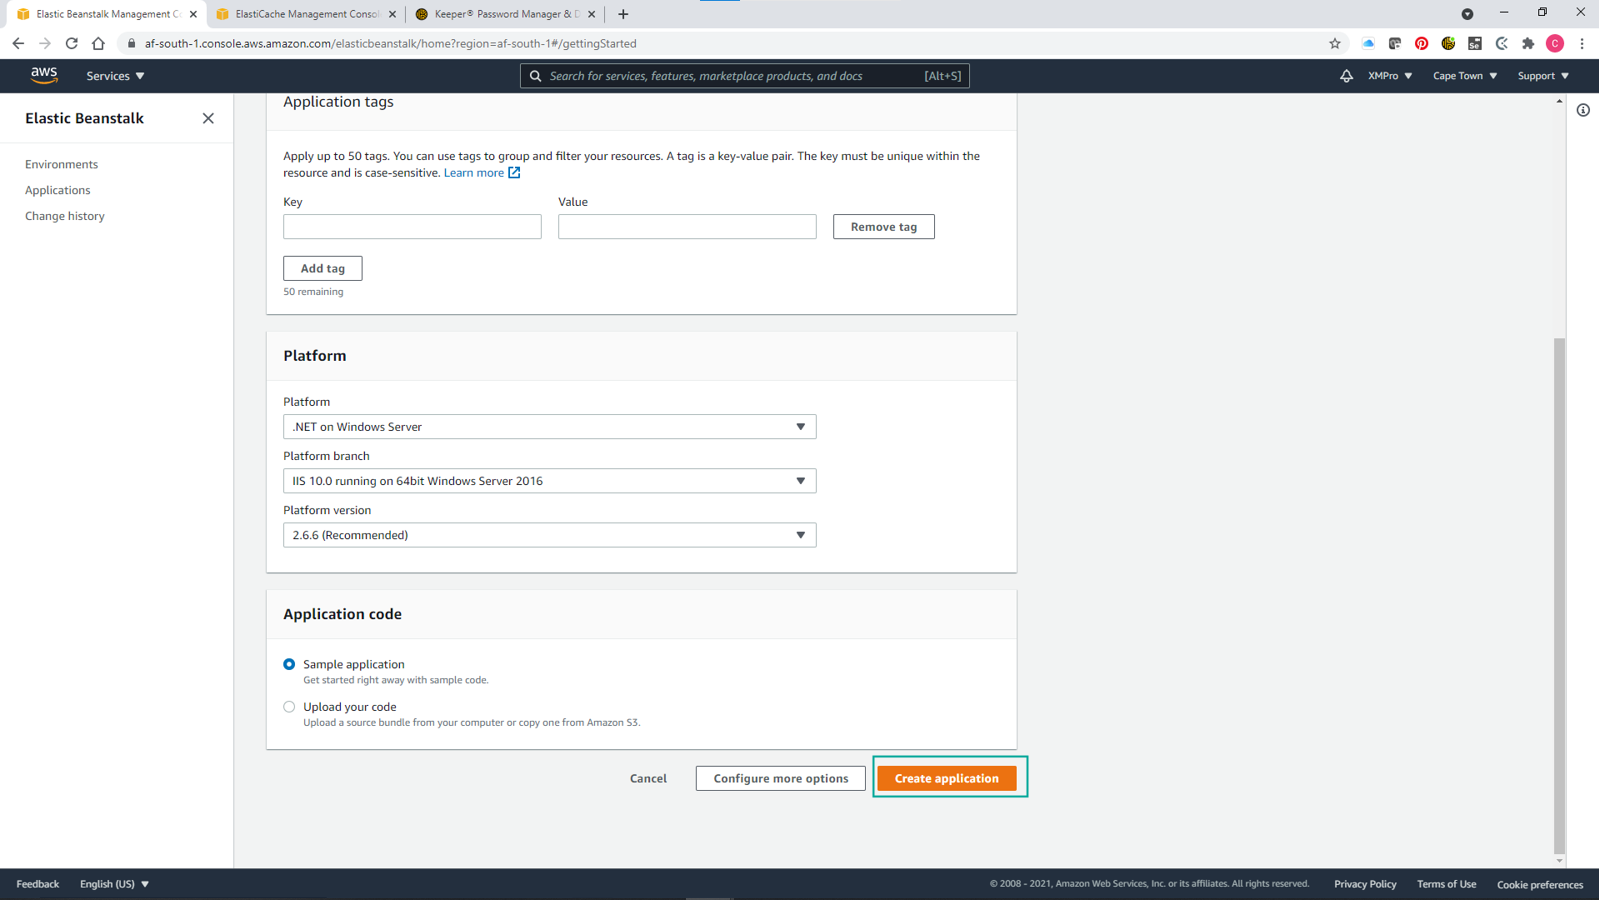 Elastic Beanstalk Management Co
ElastiCache Management Consol
Keeper® Password Manager & D
af-south-1.console.aws.amazon.com/elasticbeanstalk/home?region=af-south-1#/gettingStarted
Se
C
aws
Services
Search for services, features, marketplace products, and docs
[Alt+S]
XMPro
Cape Town
Support
Elastic Beanstalk
Environments
Applications
Change history
Application tags
Apply up to 50 tags. You can use tags to group and filter your resources. A tag is a key-value pair. The key must be unique within the
resource and is case-sensitive. Learn more
Key
Value
Remove tag
Add tag
50 remaining
Platform
Platform
.NET on Windows Server
Platform branch
IIS 10.0 running on 64bit Windows Server 2016
Platform version
2.6.6 (Recommended)
Application code
Sample application
Get started right away with sample code.
Upload your code
Upload a source bundle from your computer or copy one from Amazon S3.
Cancel
Configure more options
Create application
Feedback
English (US)
© 2008 - 2021, Amazon Web Services, Inc. or its affiliates. All rights reserved.
Privacy Policy
Terms of Use
Cookie preferences